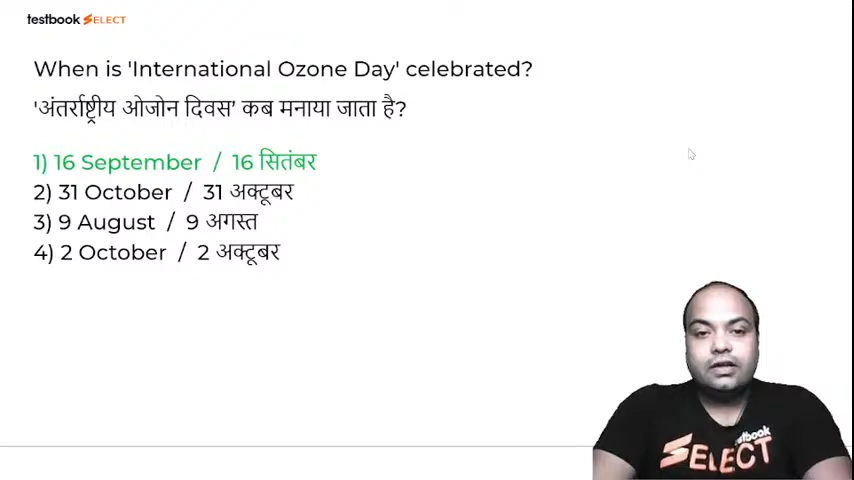 testbook SELECT
When is 'International Ozone Day' celebrated?
'अंतर्राष्ट्रीय ओजोन दिवस' कब मनाया जाता है?
1) 16 September / 16 सितंबर
2) 31 October / 31 अक्टूबर
3) 9 August / 9 अगस्त
4) 2 October / 2 अक्टूबर
testbook
SELECT